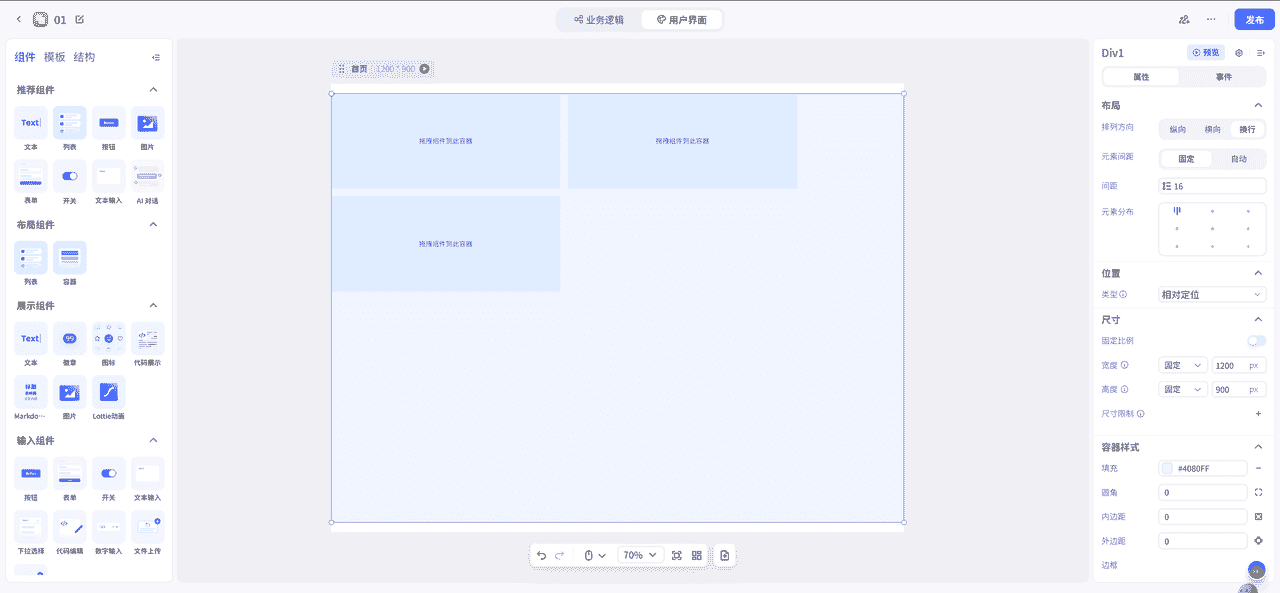 01
业务逻辑
用户界面
发布
组件 模板 结构
推荐组件
Text
文本
列表
按钮
图片
表单
开关
文本输入
AI 对话
布局组件
列表
容器
展示组件
Text
99
文本
徽章
图标
代码展示
标题
Markdo…
图片
Lottie动画
输入组件
按钮
表单
开关
文本输入
下拉选择
代码编辑
数字输入
文件上传
首页 1200 * 900
拖拽组件到此容器
拖拽组件到此容器
拖拽组件到此容器
70%
Div1
预览
属性
事件
布局
排列方向
纵向
横向
换行
元素间距
固定
自动
间距
16
元素分布
位置
类型
相对定位
尺寸
固定比例
宽度
固定
1200 px
高度
固定
900 px
尺寸限制
容器样式
填充
#4080FF
圆角
0
内边距
0
外边距
0
边框